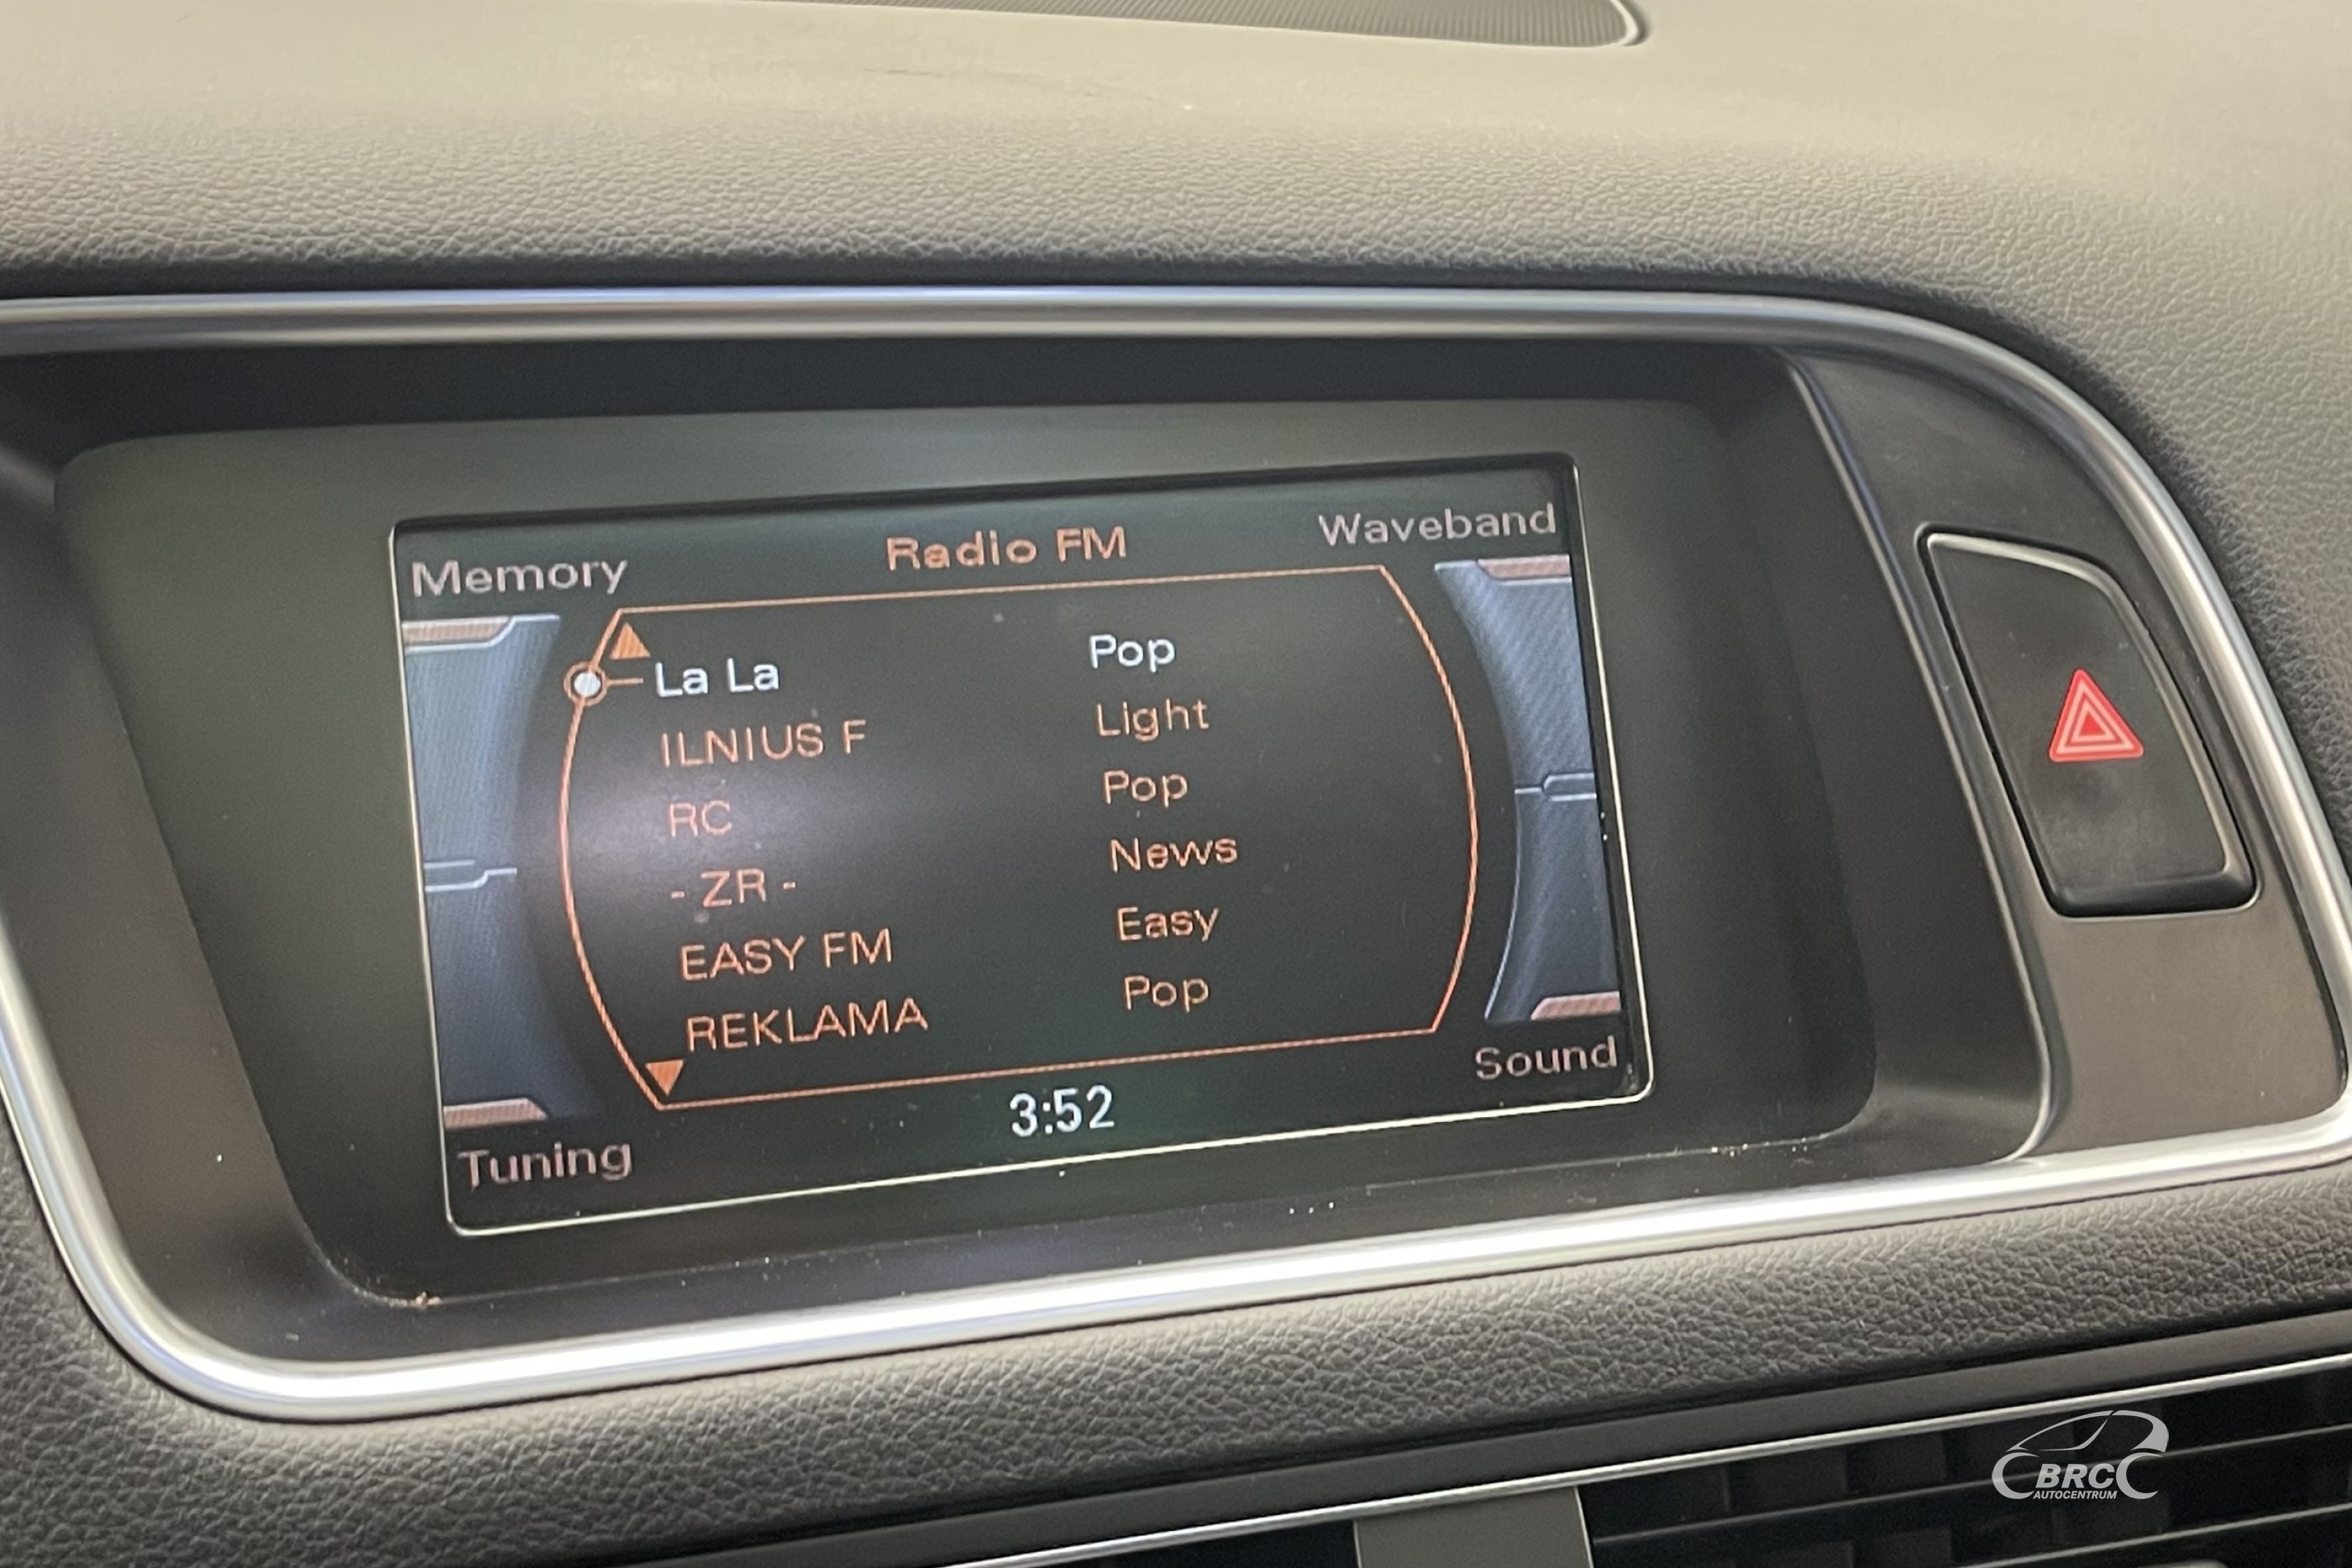 Memory Radio FM Waveband
La La Pop
ILNIUS F Light
RC Pop
- ZR - News
EASY FM Easy
REKLAMA Pop
Tuning 3:52 Sound
BRC
AUTOCENTRUM